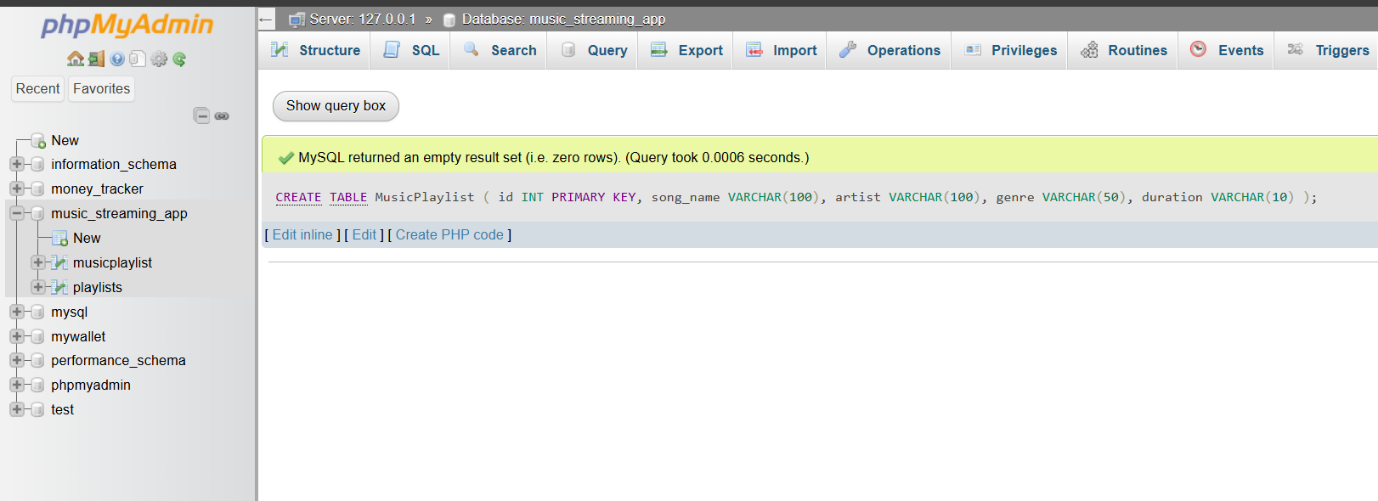 phpMyAdmin
Recent Favorites
New
information_schema
money_tracker
music_streaming_app
New
musicplaylist
playlists
mysql
mywallet
performance_schema
phpmyadmin
test
Server: 127.0.0.1 » Database: music_streaming_app
Structure SQL Search Query Export Import Operations Privileges Routines Events Triggers
Show query box
MySQL returned an empty result set (i.e. zero rows). (Query took 0.0006 seconds.)
CREATE TABLE MusicPlaylist ( id INT PRIMARY KEY, song_name VARCHAR(100), artist VARCHAR(100), genre VARCHAR(50), duration VARCHAR(10) );
[ Edit inline ] [ Edit ] [ Create PHP code ]